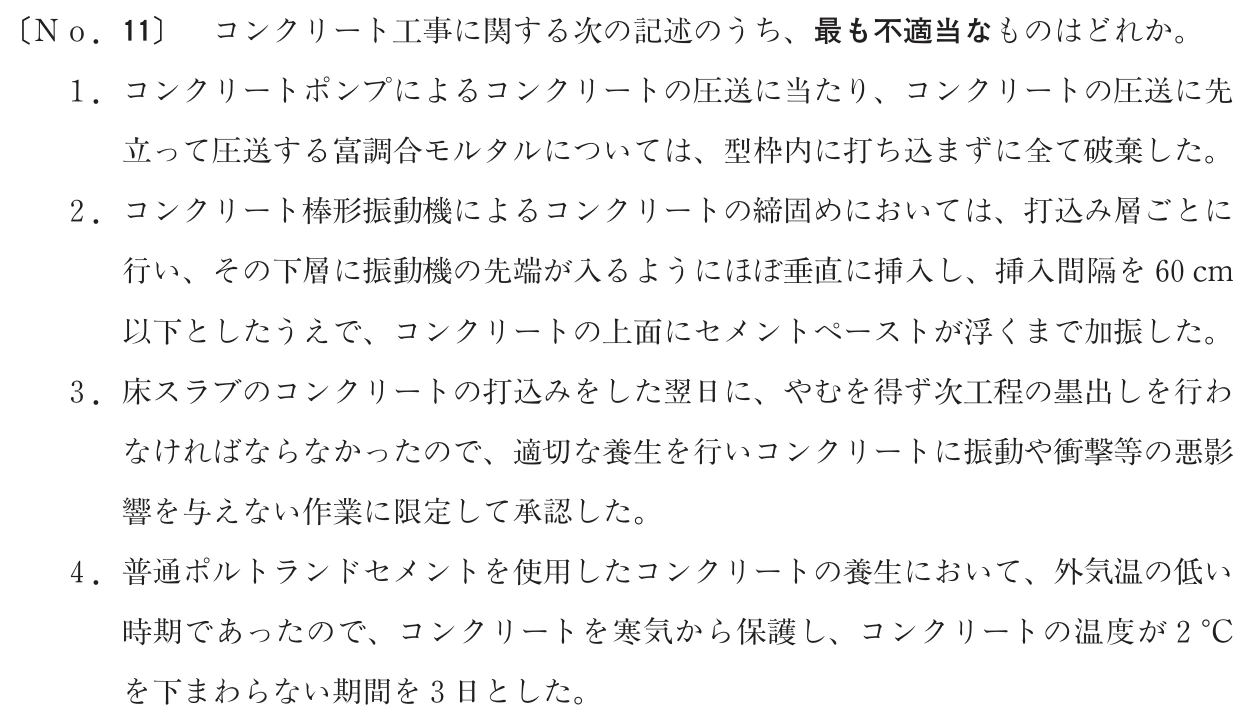 〔No. 11〕 コンクリート工事に関する次の記述のうち、最も不適当なものはどれか。
1. コンクリートポンプによるコンクリートの圧送に当たり、コンクリートの圧送に先
立って圧送する富調合モルタルについては、型枠内に打ち込まずに全て破棄した。
2. コンクリート棒形振動機によるコンクリートの締固めにおいては、打込み層ごとに
行い、その下層に振動機の先端が入るようにほぼ垂直に挿入し、挿入間隔を 60 cm
以下としたうえで、コンクリートの上面にセメントペーストが浮くまで加振した。
3. 床スラブのコンクリートの打込みをした翌日に、やむを得ず次工程の墨出しを行わ
なければならなかったので、適切な養生を行いコンクリートに振動や衝撃等の悪影
響を与えない作業に限定して承認した。
4. 普通ポルトランドセメントを使用したコンクリートの養生において、外気温の低い
時期であったので、コンクリートを寒気から保護し、コンクリートの温度が 2 ℃
を下まわらない期間を 3 日とした。